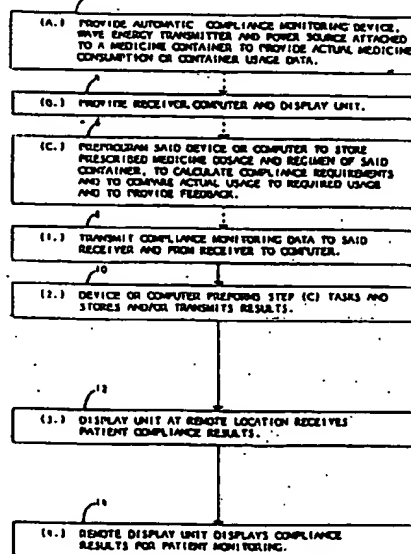 (A.) PROVIDE AUTOMATIC COMPLIANCE MONITORING DEVICE,
WAVE ENERGY TRANSMITTER AND POWER SOURCE ATTACHED
TO A MEDICINE CONTAINER TO PROVIDE ACTUAL MEDICINE
CONSUMPTION OR CONTAINER USAGE DATA.
(B.) PROVIDE RECEIVER, COMPUTER AND DISPLAY UNIT.
(C.) PREPROGRAM SAID DEVICE OR COMPUTER TO STORE
PRESCRIBED MEDICINE DOSAGE AND REGIMEN OF SAID
CONTAINER, TO CALCULATE COMPLIANCE REQUIREMENTS
AND TO COMPARE ACTUAL USAGE TO REQUIRED USAGE
AND TO PROVIDE FEEDBACK.
8
(1.) TRANSMIT COMPLIANCE MONITORING DATA TO SAID
RECEIVER AND FROM RECEIVER TO COMPUTER.
10
(2.) DEVICE OR COMPUTER PREFORMS STEP (C) TASKS AND
STORES AND/OR TRANSMITS RESULTS.
12
(3.) DISPLAY UNIT AT REMOTE LOCATION RECEIVES
PATIENT COMPLIANCE RESULTS.
14
(4.) REMOTE DISPLAY UNIT DISPLAYS COMPLIANCE
RESULTS FOR PATIENT MONITORING.